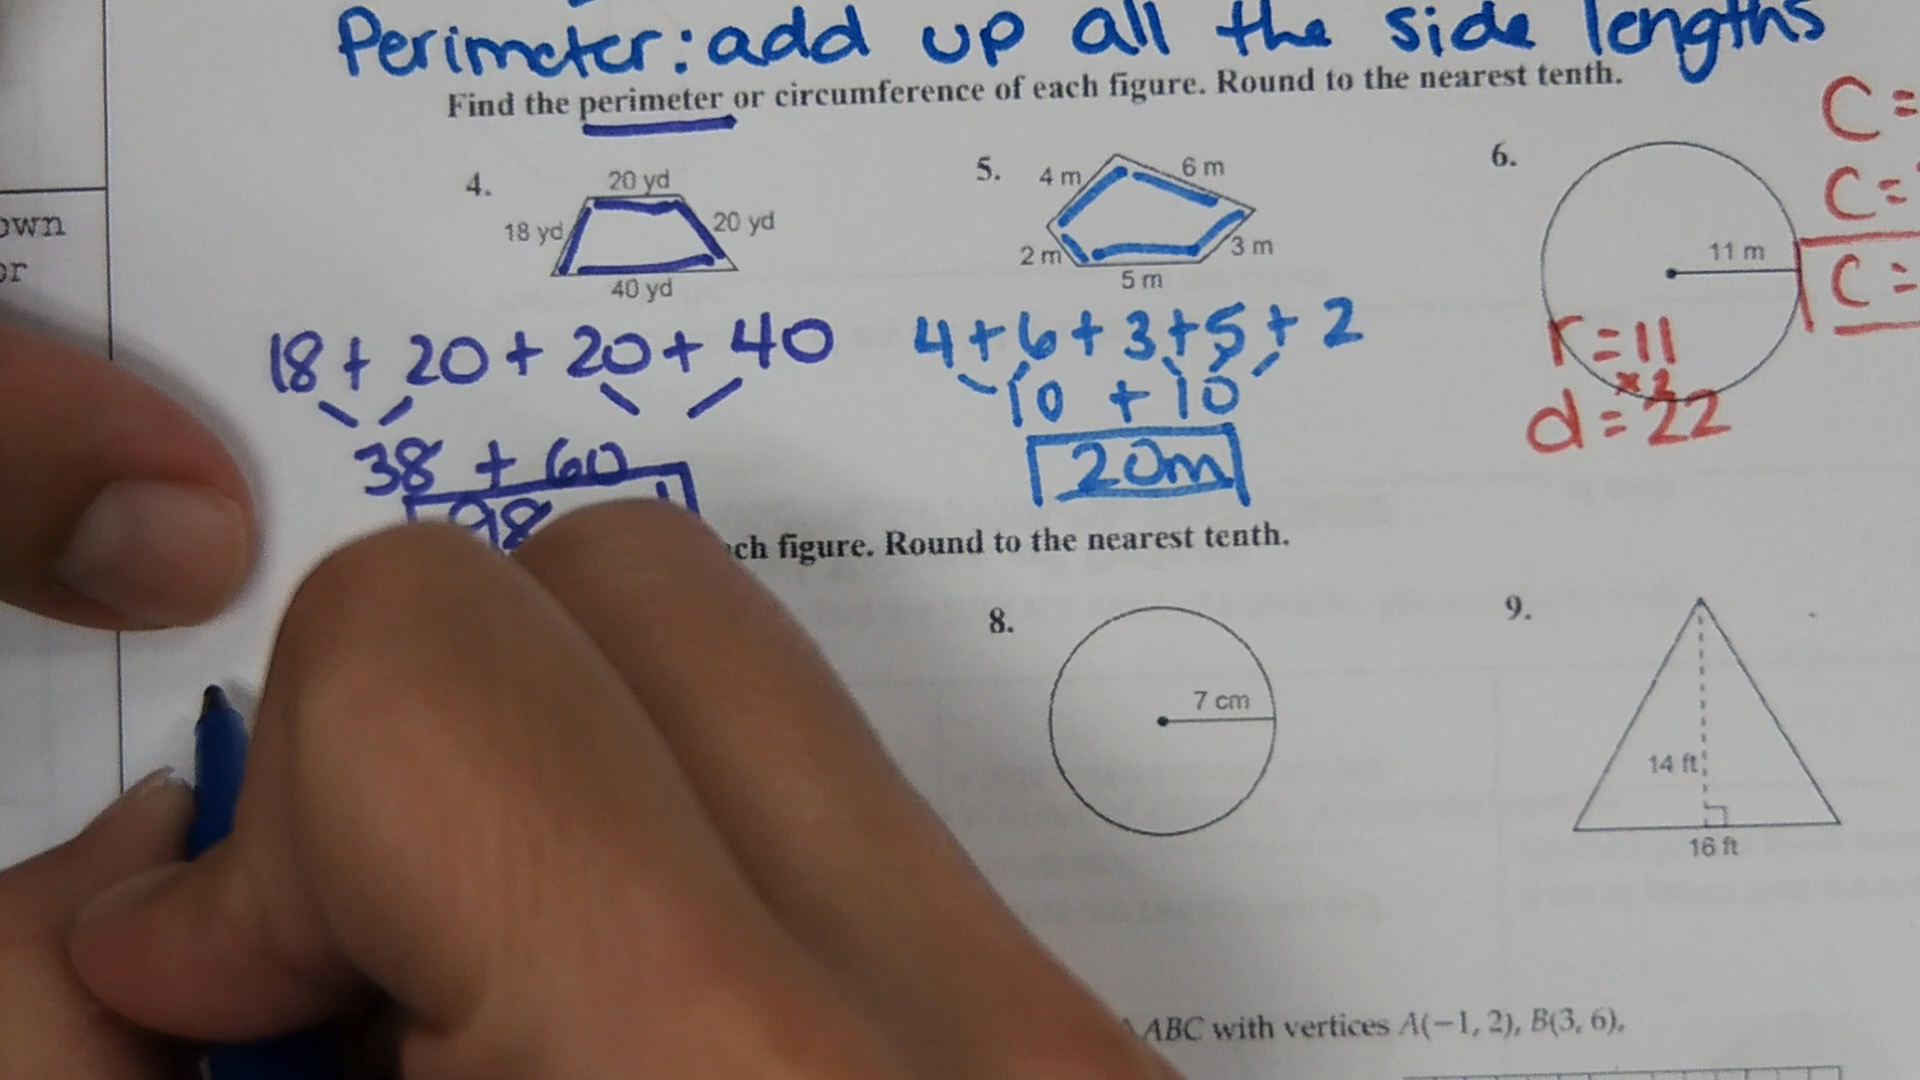 Perimeter: add up all the side lengths
Find the perimeter or circumference of each figure. Round to the nearest tenth.
own
or
4.
20 yd
18 yd
20 yd
40 yd
18 + 20 + 20 + 40
38 + 60
98
5.
4 m
6 m
2 m
3 m
5 m
4 + 6 + 3 + 5 + 2
10 + 10
20m
6.
11 m
r = 11
×2
d = 22
C =
C =
C =
ch figure. Round to the nearest tenth.
8.
7 cm
9.
14 ft
16 ft
ABC with vertices A(−1, 2), B(3, 6),